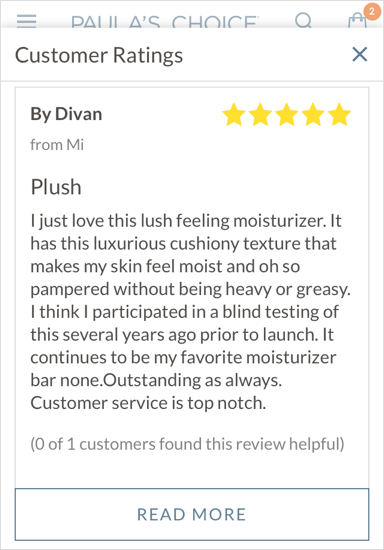 PAULA'S CHOICE
2
Customer Ratings
By Divan
from Mi
Plush
I just love this lush feeling moisturizer. It
has this luxurious cushiony texture that
makes my skin feel moist and oh so
pampered without being heavy or greasy.
I think I participated in a blind testing of
this several years ago prior to launch. It
continues to be my favorite moisturizer
bar none.Outstanding as always.
Customer service is top notch.
(0 of 1 customers found this review helpful)
READ MORE